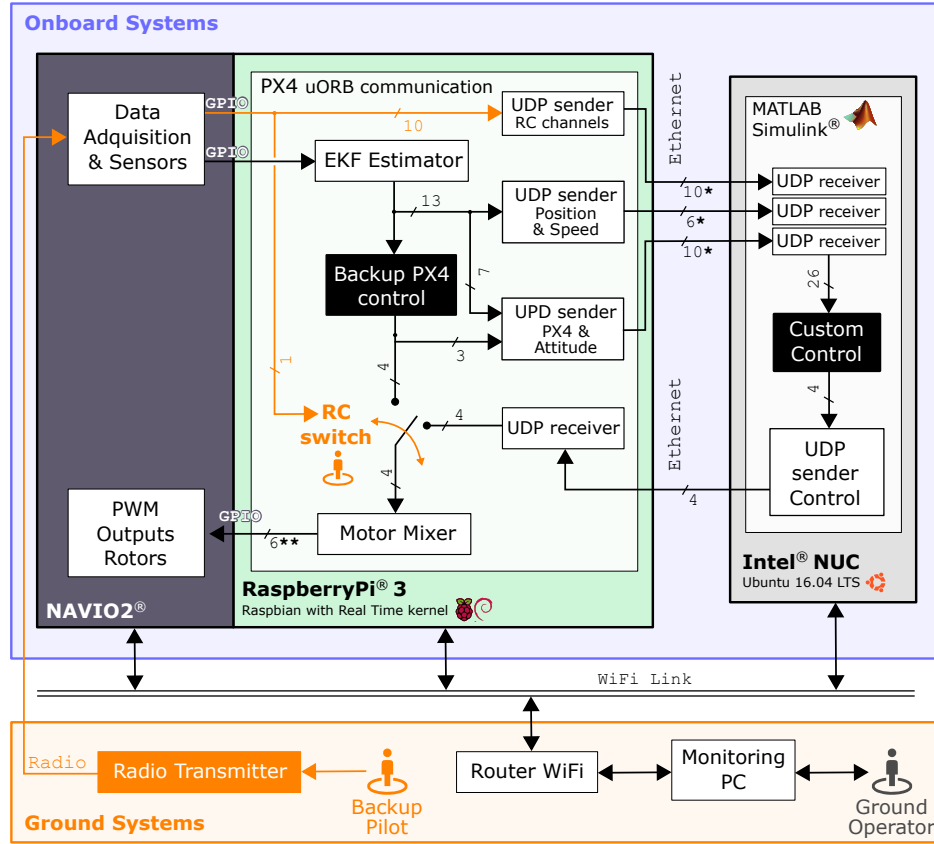 Onboard Systems
Data
Adquisition
& Sensors
GPIO
GPIO
PX4 uORB communication
10
UDP sender
RC channels
EKF Estimator
13
UDP sender
Position
& Speed
Backup PX4
control
7
UPD sender
PX4 &
Attitude
3
1
4
RC
switch
4
UDP receiver
4
Motor Mixer
GPIO
6**
PWM
Outputs
Rotors
NAVIO2®
RaspberryPi® 3
Raspbian with Real Time kernel
Ethernet
10*
6*
10*
Ethernet
4
MATLAB
Simulink®
UDP receiver
UDP receiver
UDP receiver
26
Custom
Control
4
UDP
sender
Control
Intel® NUC
Ubuntu 16.04 LTS
WiFi Link
Radio
Radio Transmitter
Backup
Pilot
Router WiFi
Monitoring
PC
Ground
Operator
Ground Systems